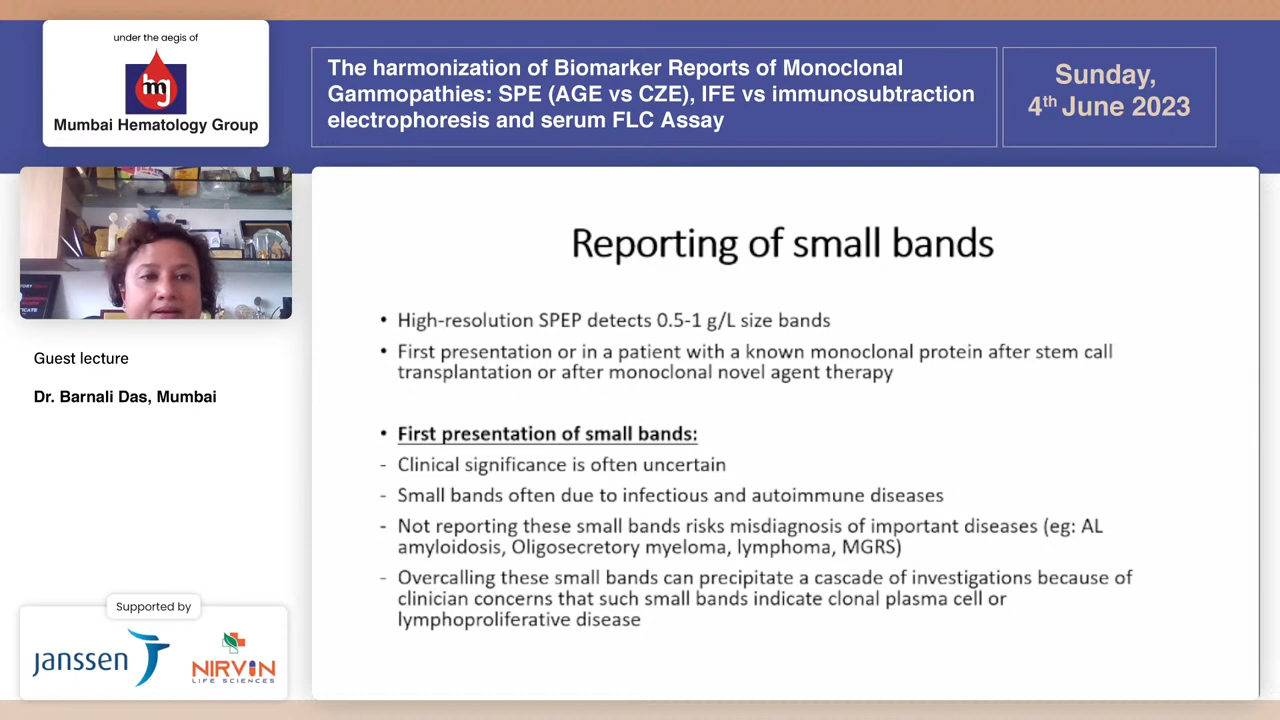 under the aegis of
mg
Mumbai Hematology Group
The harmonization of Biomarker Reports of Monoclonal
Gammopathies: SPE (AGE vs CZE), IFE vs immunosubtraction
electrophoresis and serum FLC Assay
Sunday,
4th June 2023
Guest lecture
Dr. Barnali Das, Mumbai
Supported by
janssen
NIRVIN
LIFE SCIENCES
Reporting of small bands
• High-resolution SPEP detects 0.5-1 g/L size bands
• First presentation or in a patient with a known monoclonal protein after stem call
transplantation or after monoclonal novel agent therapy
• First presentation of small bands:
- Clinical significance is often uncertain
- Small bands often due to infectious and autoimmune diseases
- Not reporting these small bands risks misdiagnosis of important diseases (eg: AL
amyloidosis, Oligosecretory myeloma, lymphoma, MGRS)
- Overcalling these small bands can precipitate a cascade of investigations because of
clinician concerns that such small bands indicate clonal plasma cell or
lymphoproliferative disease